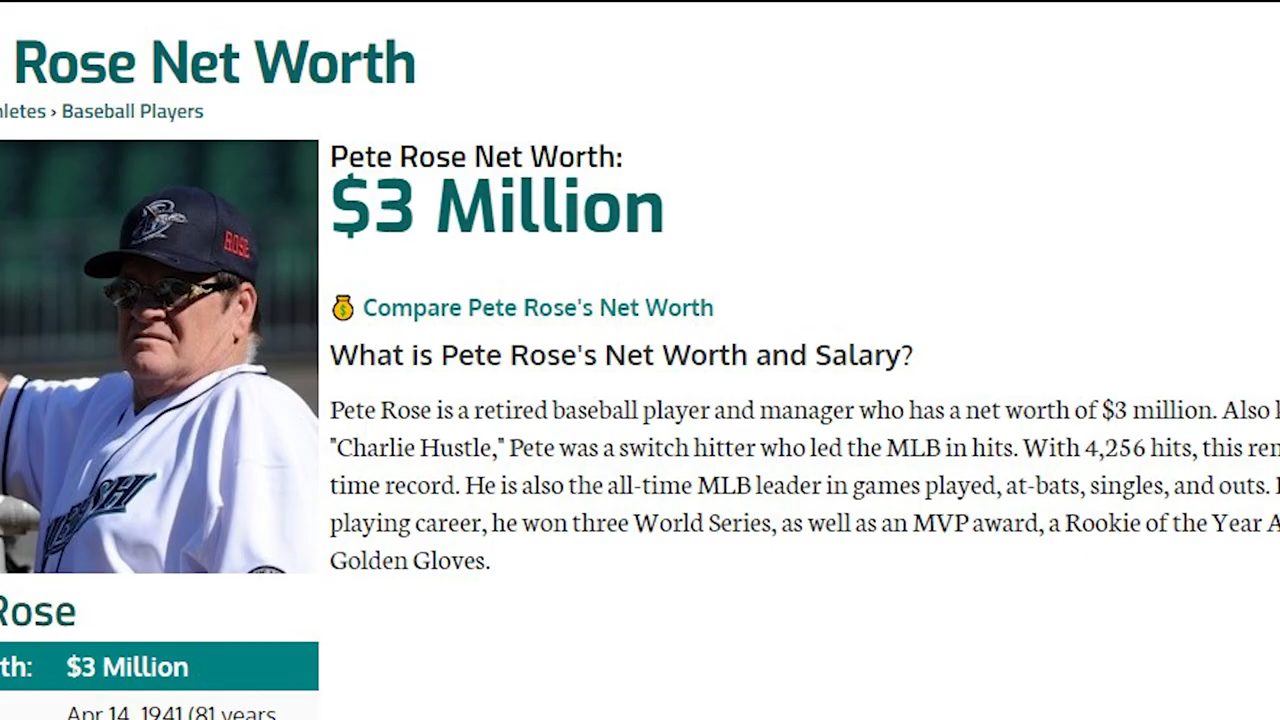 Rose Net Worth
letes › Baseball Players
Pete Rose Net Worth:
$3 Million
ROSE
Compare Pete Rose's Net Worth
What is Pete Rose's Net Worth and Salary?
Pete Rose is a retired baseball player and manager who has a net worth of $3 million. Also
"Charlie Hustle," Pete was a switch hitter who led the MLB in hits. With 4,256 hits, this
time record. He is also the all-time MLB leader in games played, at-bats, singles, and outs.
playing career, he won three World Series, as well as an MVP award, a Rookie of the Year
Golden Gloves.
Rose
th: $3 Million
Apr 14, 1941 (81 years